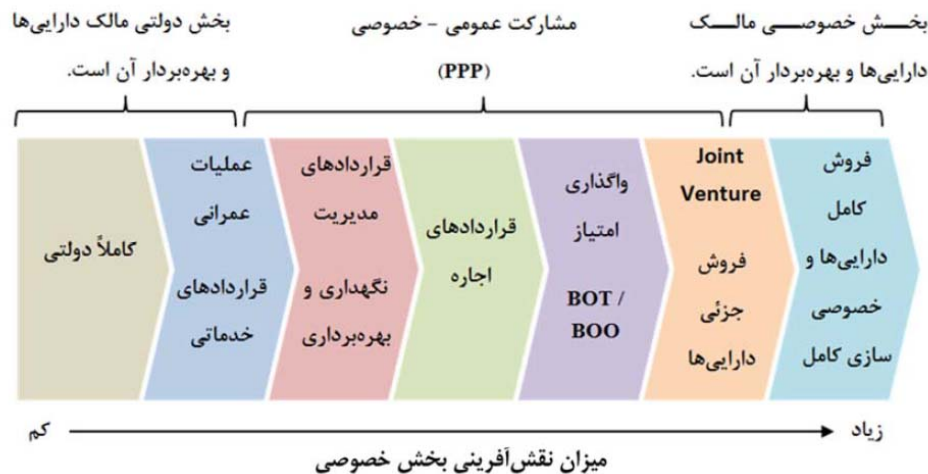 بخش خصوصی مالک
دارایی‌ها و بهره‌بردار آن است.
مشارکت عمومی - خصوصی
(PPP)
بخش دولتی مالک دارایی‌ها
و بهره‌بردار آن است.
فروش
کامل
دارایی‌ها و
خصوصی
سازی کامل
Joint
Venture
فروش
جزئی
دارایی‌ها
واگذاری
امتیاز
BOT /
BOO
قراردادهای
اجاره
قراردادهای
مدیریت
نگهداری و
بهره‌برداری
عملیات
عمرانی
قراردادهای
خدماتی
کاملاً دولتی
زیاد
کم
میزان نقش‌آفرینی بخش خصوصی